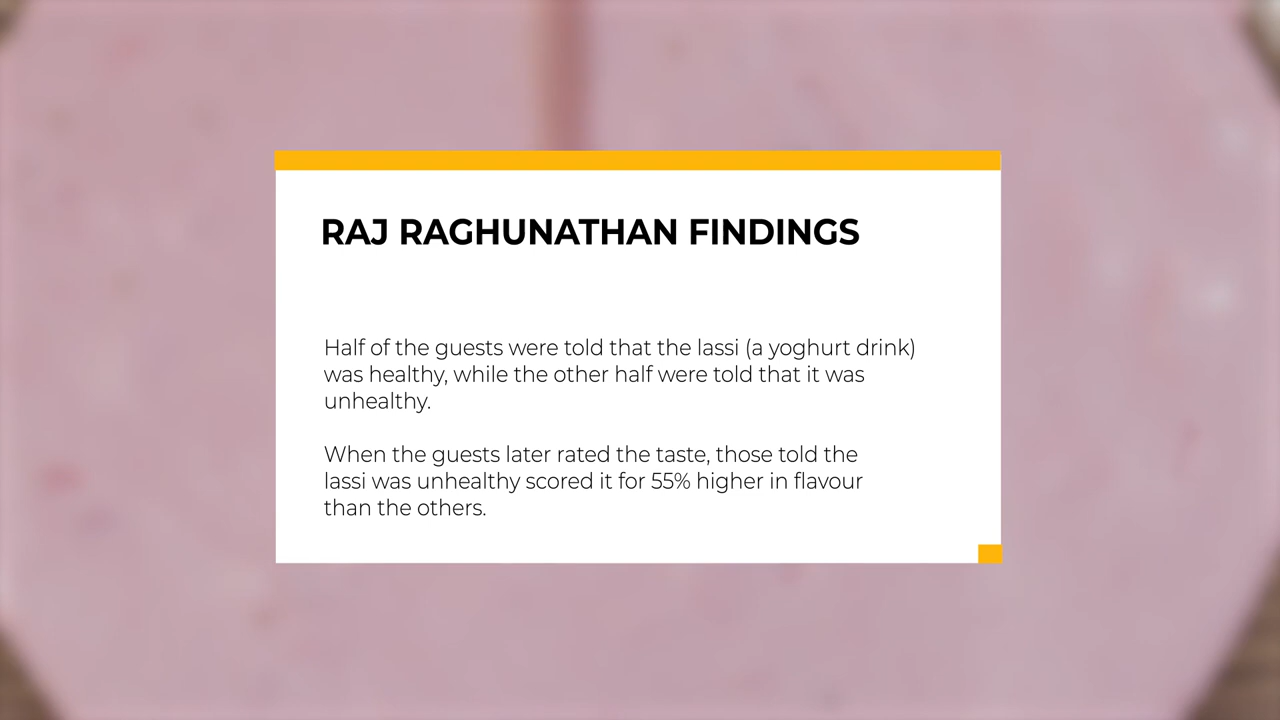 RAJ RAGHUNATHAN FINDINGS
Half of the guests were told that the lassi (a yoghurt drink)
was healthy, while the other half were told that it was
unhealthy.
When the guests later rated the taste, those told the
lassi was unhealthy scored it for 55% higher in flavour
than the others.